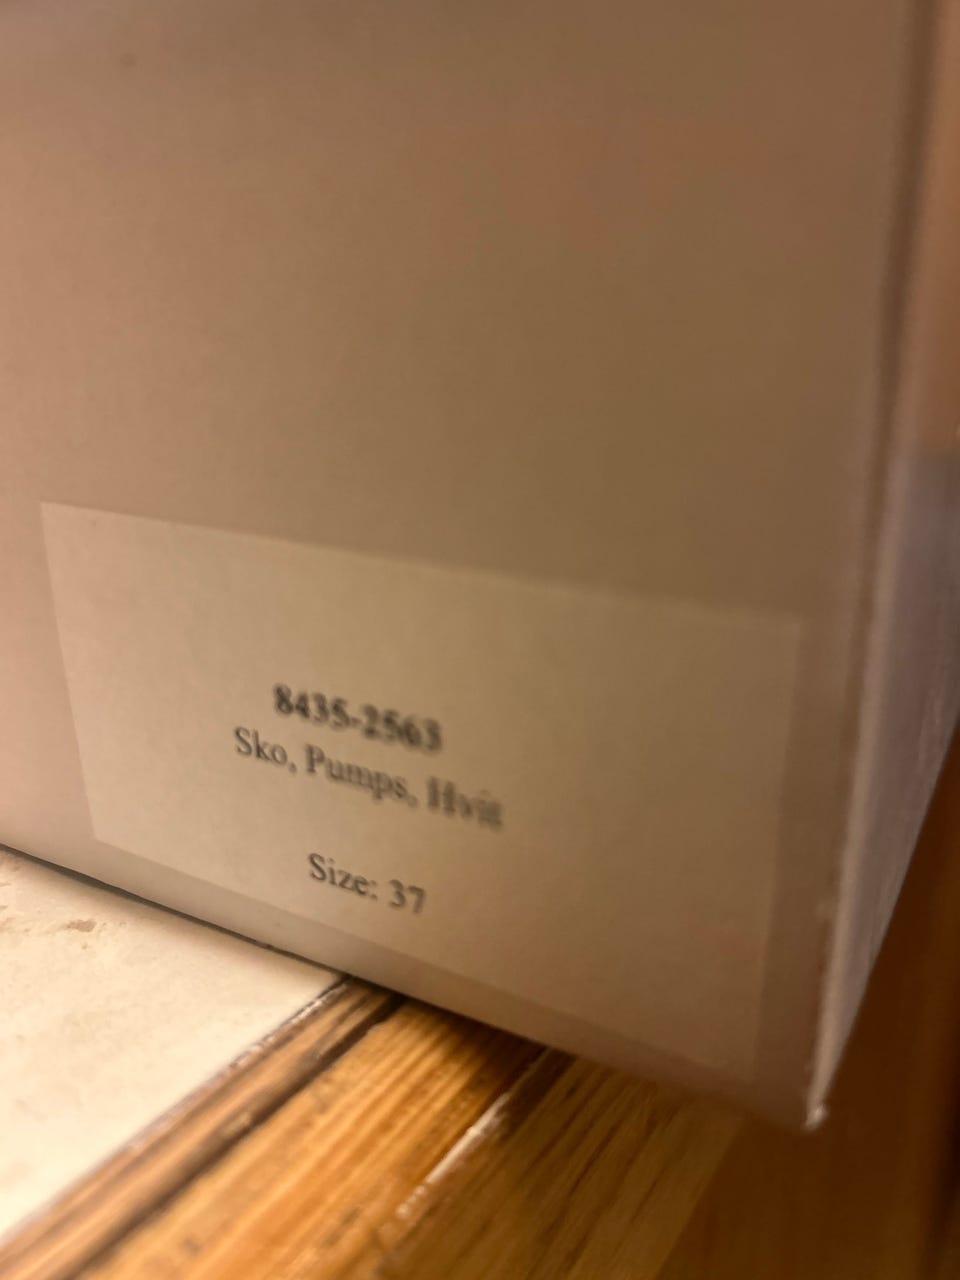 8435-2563
Sko, Pumps, Hvit
Size: 37